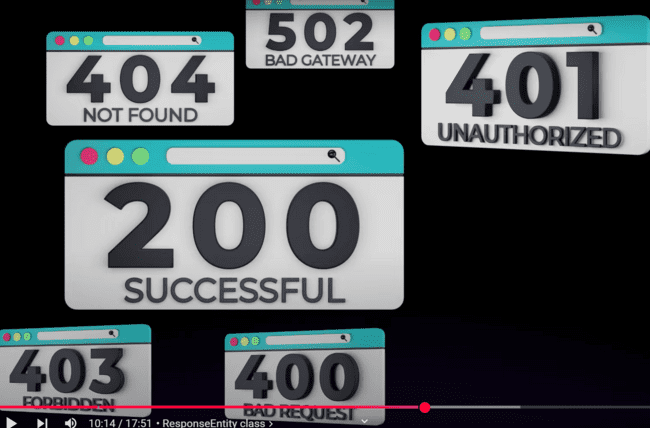 502
BAD GATEWAY
404
NOT FOUND
401
UNAUTHORIZED
200
SUCCESSFUL
403
FORBIDDEN
400
BAD REQUEST
10:14 / 17:51 • ResponseEntity class >